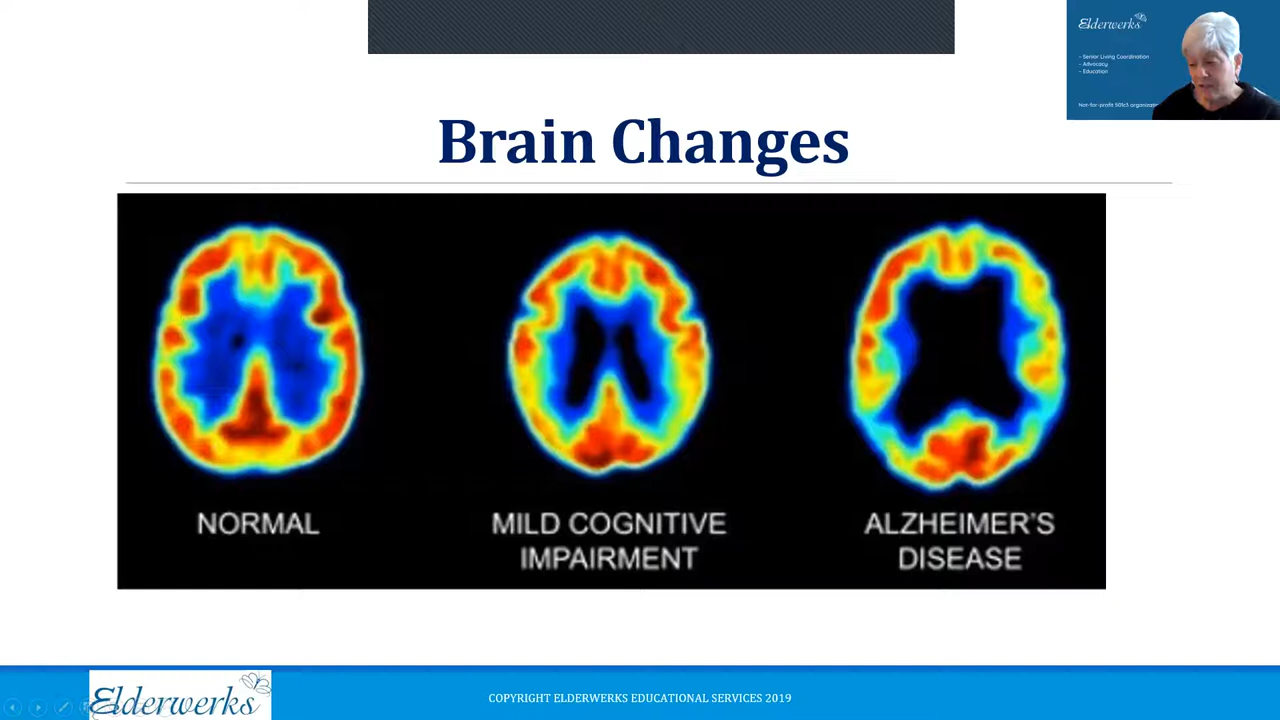 Elderwerks
- Senior Living Coordination
- Advocacy
- Education
Not-for-profit 501c3
Brain Changes
NORMAL
MILD COGNITIVE
IMPAIRMENT
ALZHEIMER'S
DISEASE
Elderwerks
COPYRIGHT ELDERWERKS EDUCATIONAL SERVICES 2019